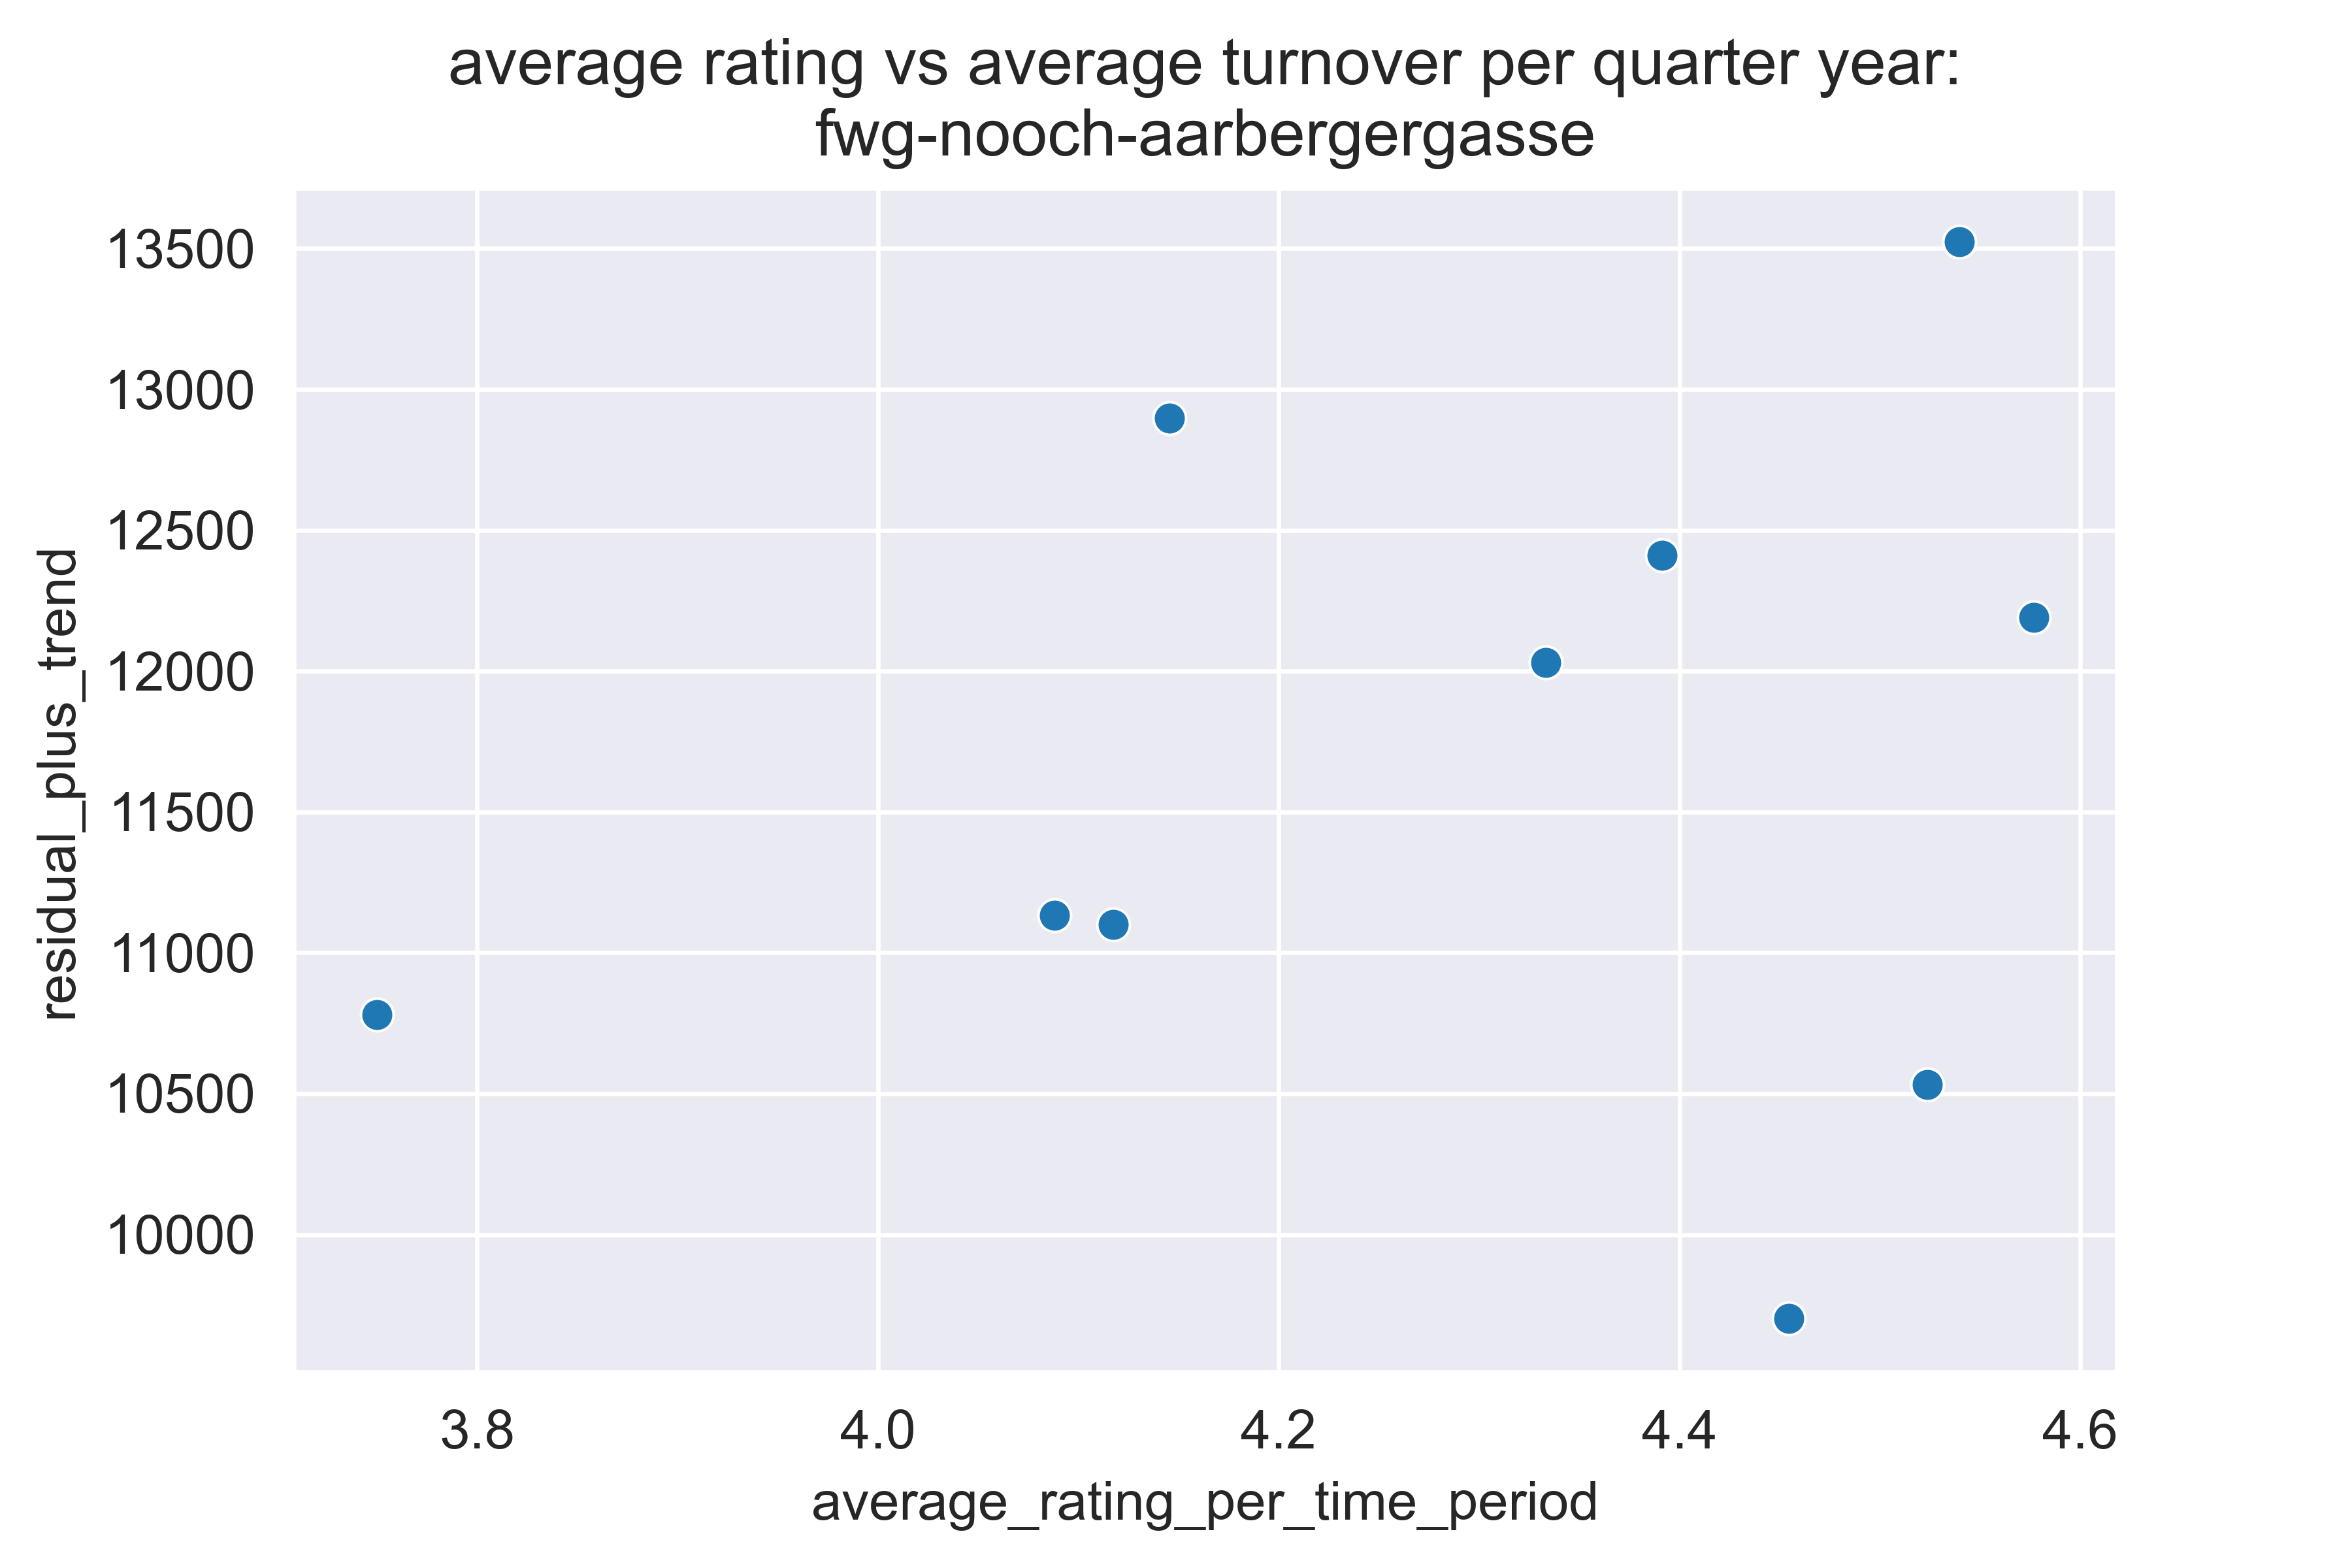 average rating vs average turnover per quarter year:
fwg-nooch-aarbergergasse
residual_plus_trend
13500
13000
12500
12000
11500
11000
10500
10000
3.8 4.0 4.2 4.4 4.6
average_rating_per_time_period